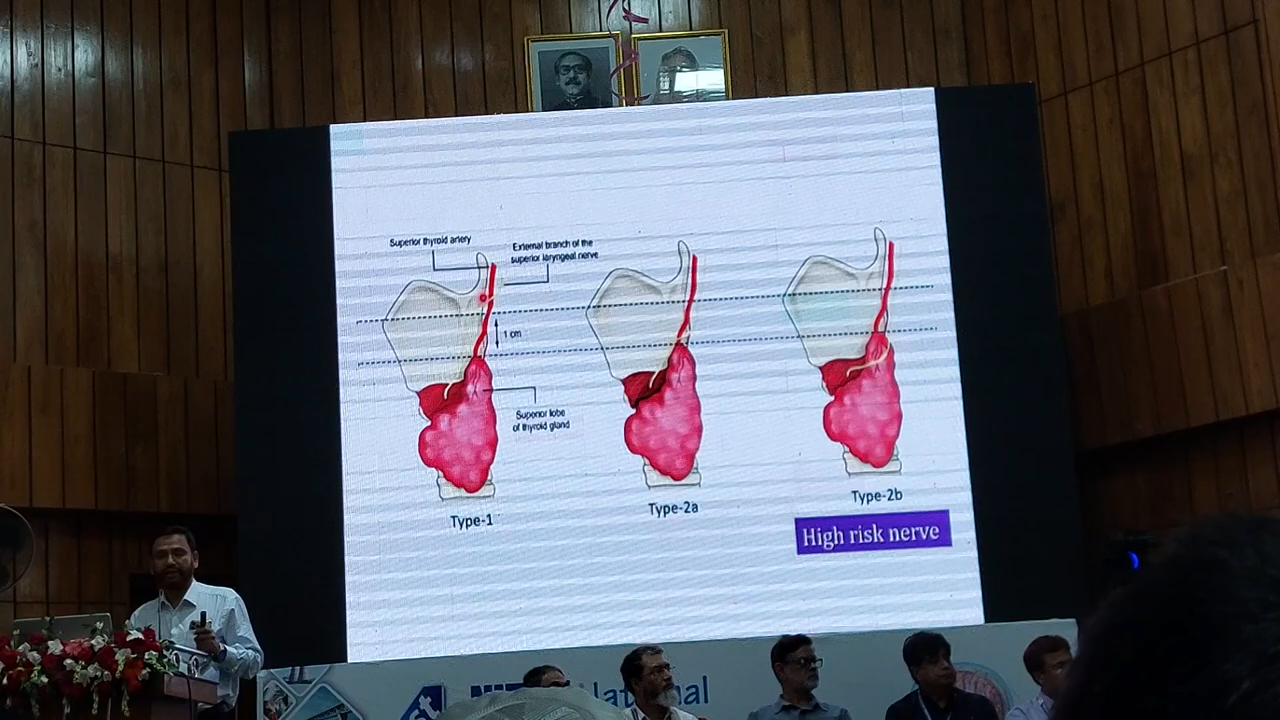 Superior thyroid artery
External branch of the
superior laryngeal nerve
1 cm
Superior lobe
of thyroid gland
Type-1
Type-2a
Type-2b
High risk nerve